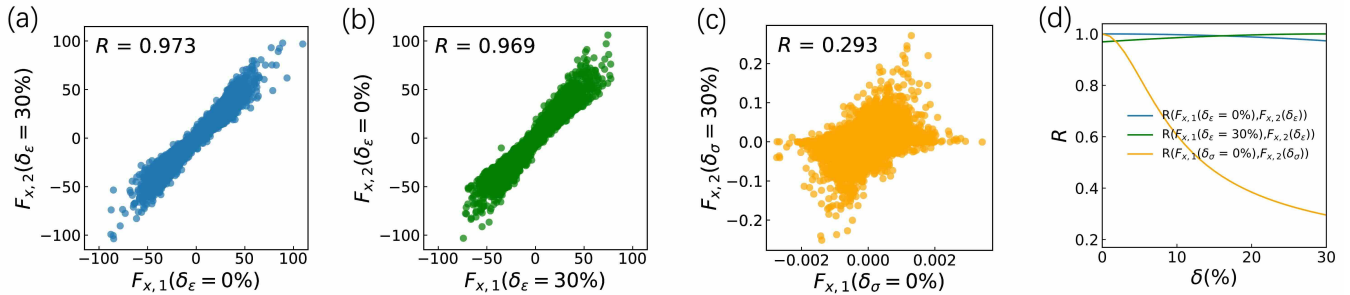 (a)
R = 0.973
100
50
0
−50
−100
−100 −50 0 50 100
F_{x,2}(δ_ε = 30%)
F_{x,1}(δ_ε = 0%)
(b)
R = 0.969
100
50
0
−50
−100
−100 −50 0 50 100
F_{x,2}(δ_ε = 0%)
F_{x,1}(δ_ε = 30%)
(c)
R = 0.293
0.2
0.1
0.0
−0.1
−0.2
−0.002 0.000 0.002
F_{x,2}(δ_σ = 30%)
F_{x,1}(δ_σ = 0%)
(d)
1.0
0.8
0.6
0.4
0.2
R
R(F_{x,1}(δ_ε = 0%),F_{x,2}(δ_ε))
R(F_{x,1}(δ_ε = 30%),F_{x,2}(δ_ε))
R(F_{x,1}(δ_σ = 0%),F_{x,2}(δ_σ))
0 10 20 30
δ(%)